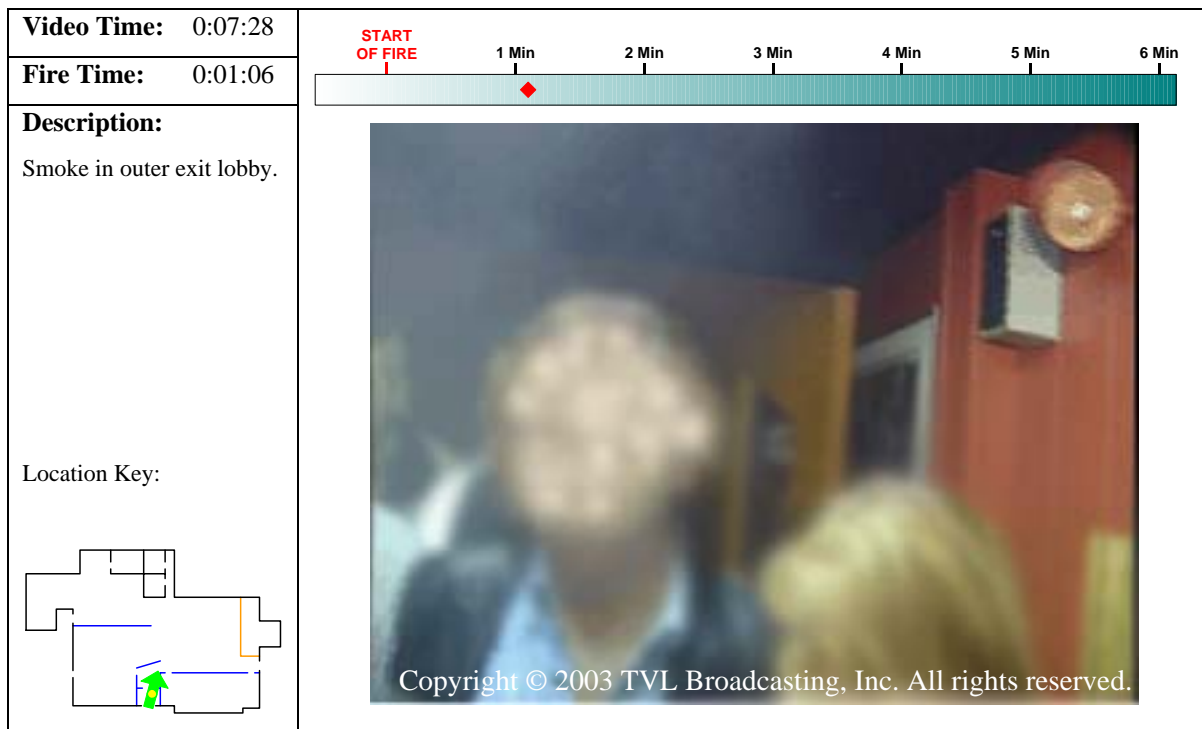 Video Time: 0:07:28
Fire Time: 0:01:06
Description:
Smoke in outer exit lobby.
Location Key:
START
OF FIRE
1 Min 2 Min 3 Min 4 Min 5 Min 6 Min
Copyright © 2003 TVL Broadcasting, Inc. All rights reserved.